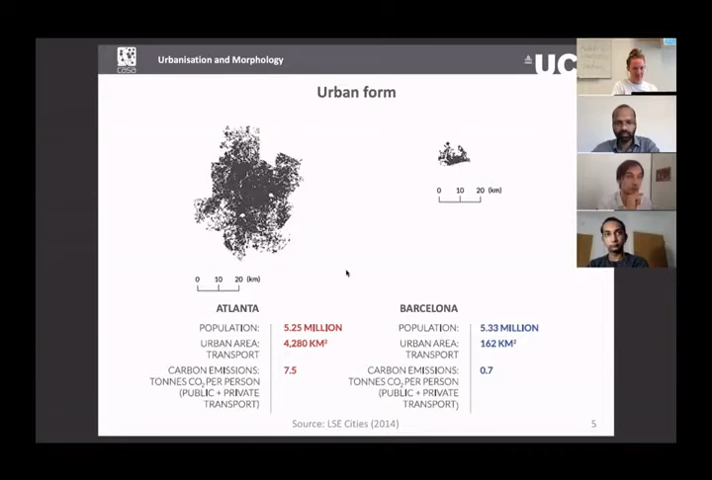 Urbanisation and Morphology
casa
UC
Urban form
0 10 20 (km)
0 10 20 (km)
ATLANTA
POPULATION: 5.25 MILLION
URBAN AREA: 4,280 KM²
TRANSPORT
CARBON EMISSIONS: 7.5
TONNES CO₂ PER PERSON
(PUBLIC + PRIVATE
TRANSPORT)
BARCELONA
POPULATION: 5.33 MILLION
URBAN AREA: 162 KM²
TRANSPORT
CARBON EMISSIONS: 0.7
TONNES CO₂ PER PERSON
(PUBLIC + PRIVATE
TRANSPORT)
Source: LSE Cities (2014)
5